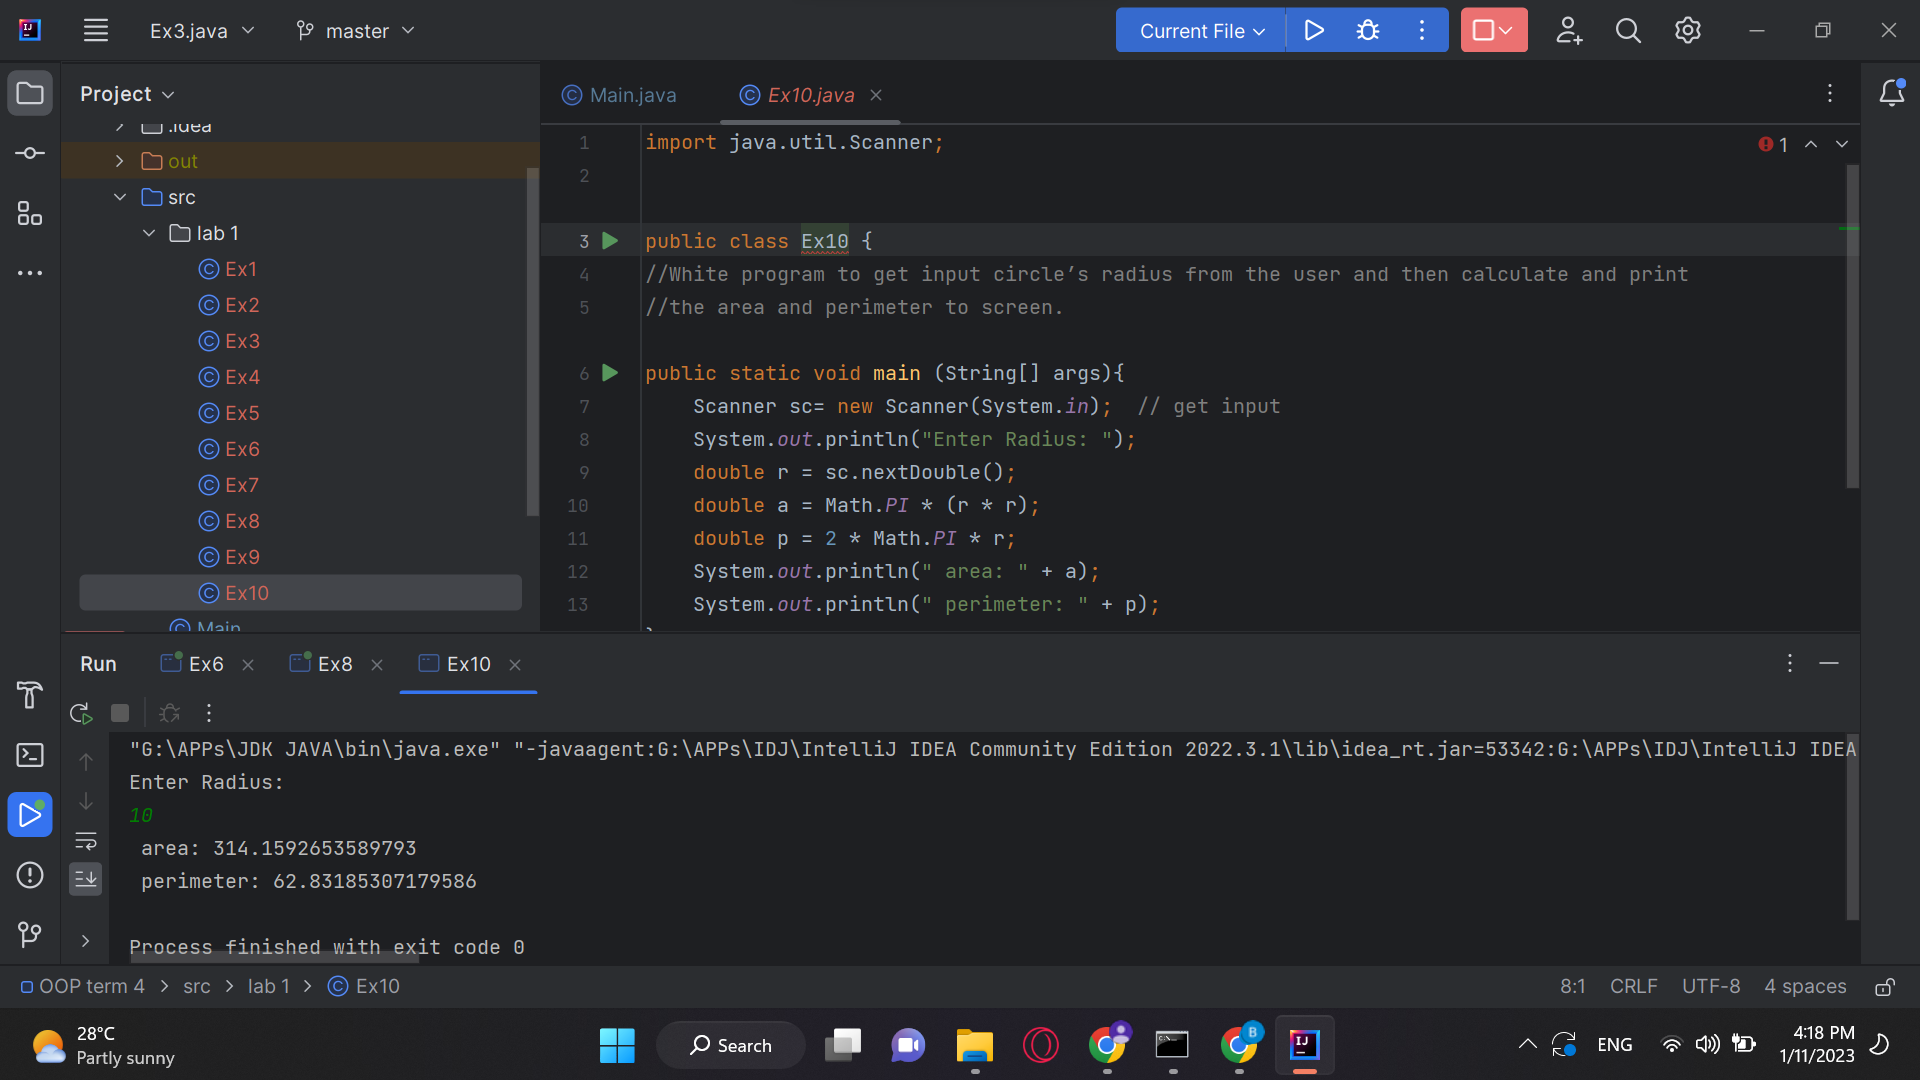 Ex3.java
master
Current File
Project
.idea
out
src
lab 1
Ex1
Ex2
Ex3
Ex4
Ex5
Ex6
Ex7
Ex8
Ex9
Ex10
Main
Main.java
Ex10.java
1
1 import java.util.Scanner;
2
3 public class Ex10 {
4 //White program to get input circle’s radius from the user and then calculate and print
5 //the area and perimeter to screen.
6 public static void main (String[] args){
7 Scanner sc= new Scanner(System.in); // get input
8 System.out.println("Enter Radius: ");
9 double r = sc.nextDouble();
10 double a = Math.PI * (r * r);
11 double p = 2 * Math.PI * r;
12 System.out.println(" area: " + a);
13 System.out.println(" perimeter: " + p);
}
Run Ex6 Ex8 Ex10
"G:\APPs\JDK JAVA\bin\java.exe" "-javaagent:G:\APPs\IDJ\IntelliJ IDEA Community Edition 2022.3.1\lib\idea_rt.jar=53342:G:\APPs\IDJ\IntelliJ IDEA
Enter Radius:
10
area: 314.1592653589793
perimeter: 62.83185307179586
Process finished with exit code 0
OOP term 4 > src > lab 1 > Ex10
8:1 CRLF UTF-8 4 spaces
28°C
Partly sunny
Search
ENG
4:18 PM
1/11/2023